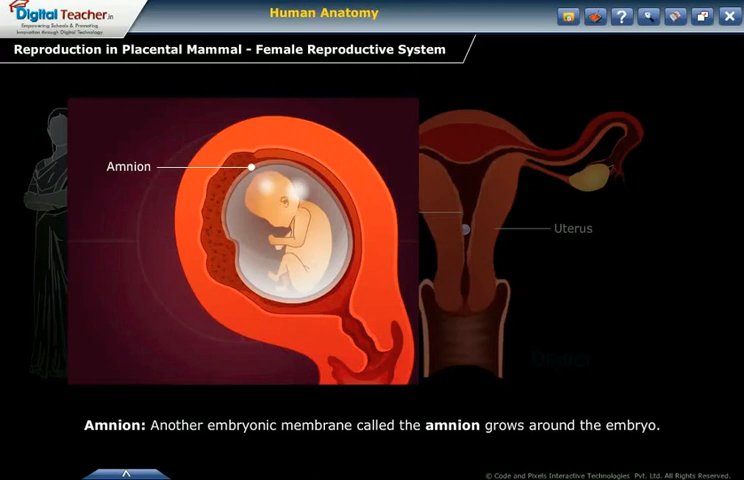 Digital Teacher.in
Empowering Schools & Promoting
Innovation through Digital Technology
Human Anatomy
?
Reproduction in Placental Mammal - Female Reproductive System
Amnion
Uterus
Digital
Amnion: Another embryonic membrane called the amnion grows around the embryo.
© Code and Pixels Interactive Technologies Pvt. Ltd. All Rights Reserved.